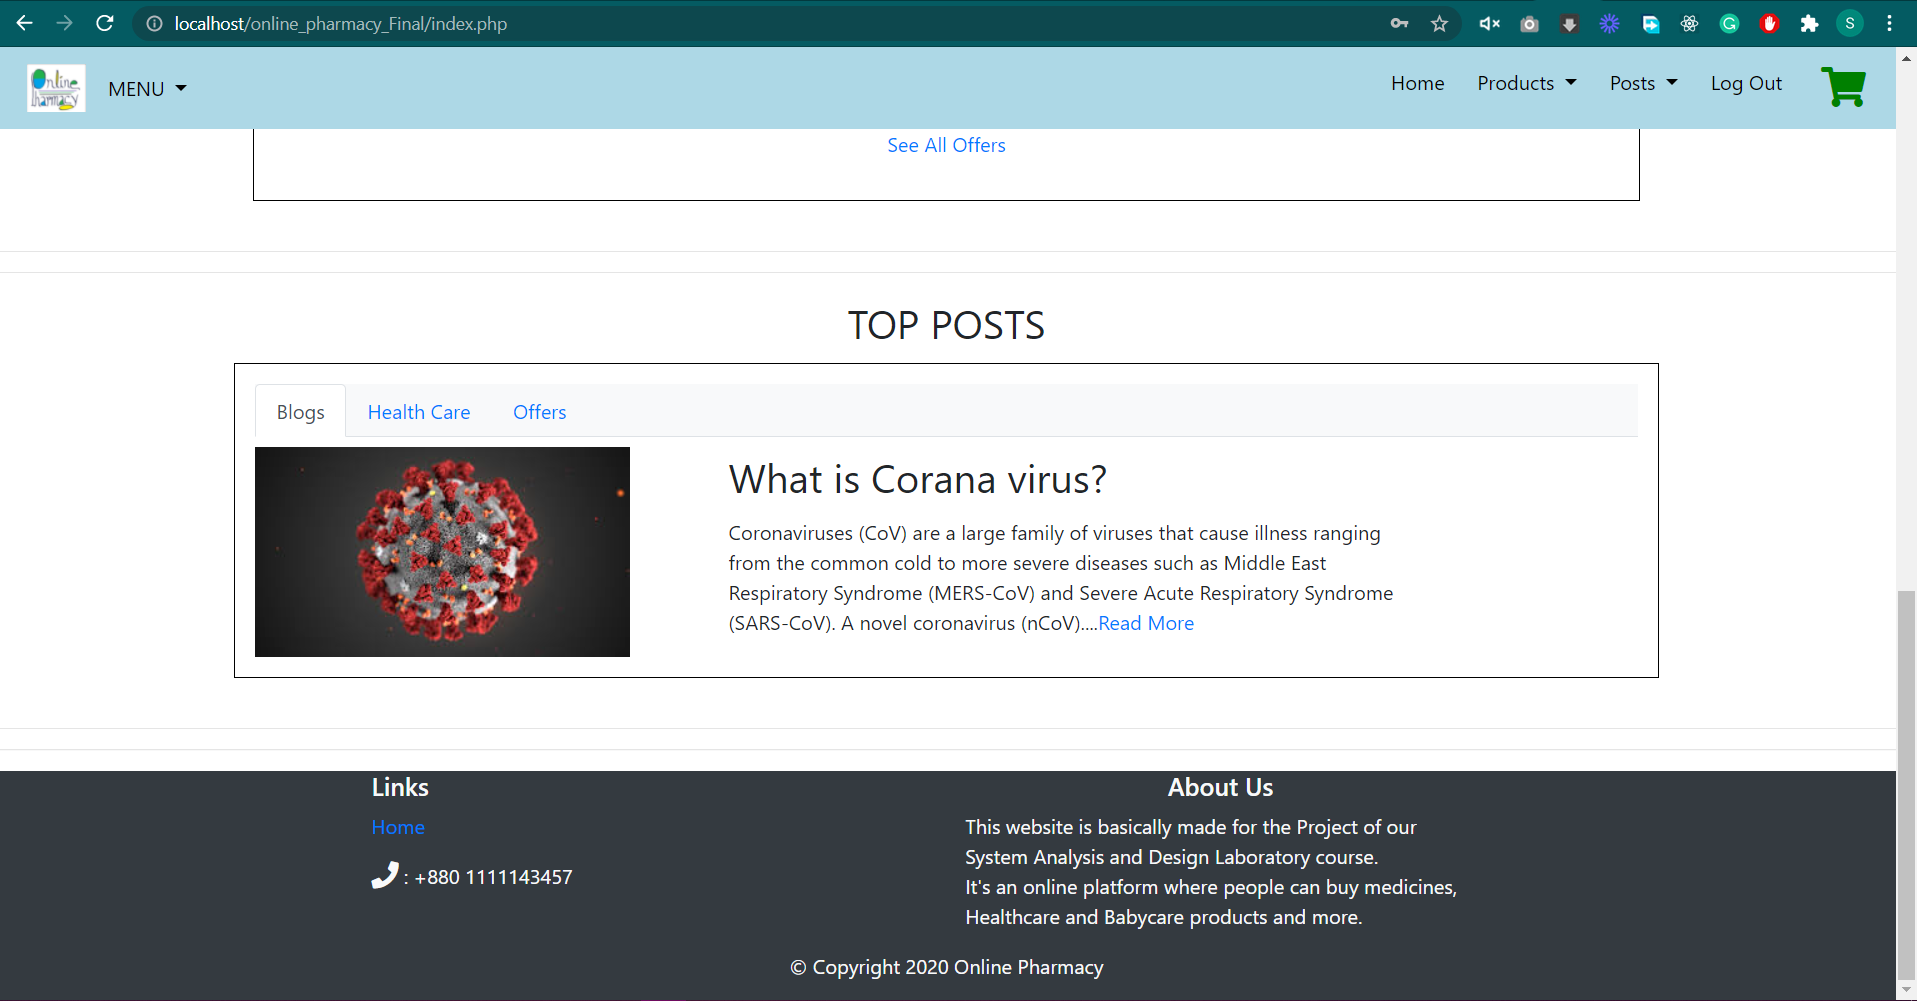 localhost/online_pharmacy_Final/index.php
S
Online
Pharmacy
MENU
Home
Products
Posts
Log Out
See All Offers
TOP POSTS
Blogs
Health Care
Offers
What is Corana virus?
Coronaviruses (CoV) are a large family of viruses that cause illness ranging
from the common cold to more severe diseases such as Middle East
Respiratory Syndrome (MERS-CoV) and Severe Acute Respiratory Syndrome
(SARS-CoV). A novel coronavirus (nCoV)....Read More
Links
Home
: +880 1111143457
About Us
This website is basically made for the Project of our
System Analysis and Design Laboratory course.
It's an online platform where people can buy medicines,
Healthcare and Babycare products and more.
© Copyright 2020 Online Pharmacy